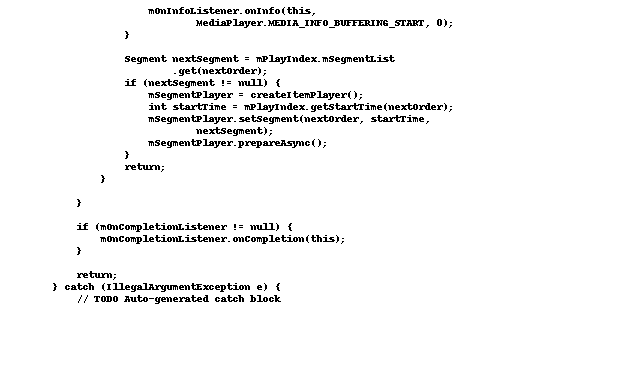 mOnInfoListener.onInfo(this,
MediaPlayer.MEDIA_INFO_BUFFERING_START, 0);
}
Segment nextSegment = mPlayIndex.mSegmentList
.get(nextOrder);
if (nextSegment != null) {
mSegmentPlayer = createItemPlayer();
int startTime = mPlayIndex.getStartTime(nextOrder);
mSegmentPlayer.setSegment(nextOrder, startTime,
nextSegment);
mSegmentPlayer.prepareAsync();
}
return;
}
}
if (mOnCompletionListener != null) {
mOnCompletionListener.onCompletion(this);
}
return;
} catch (IllegalArgumentException e) {
// TODO Auto-generated catch block